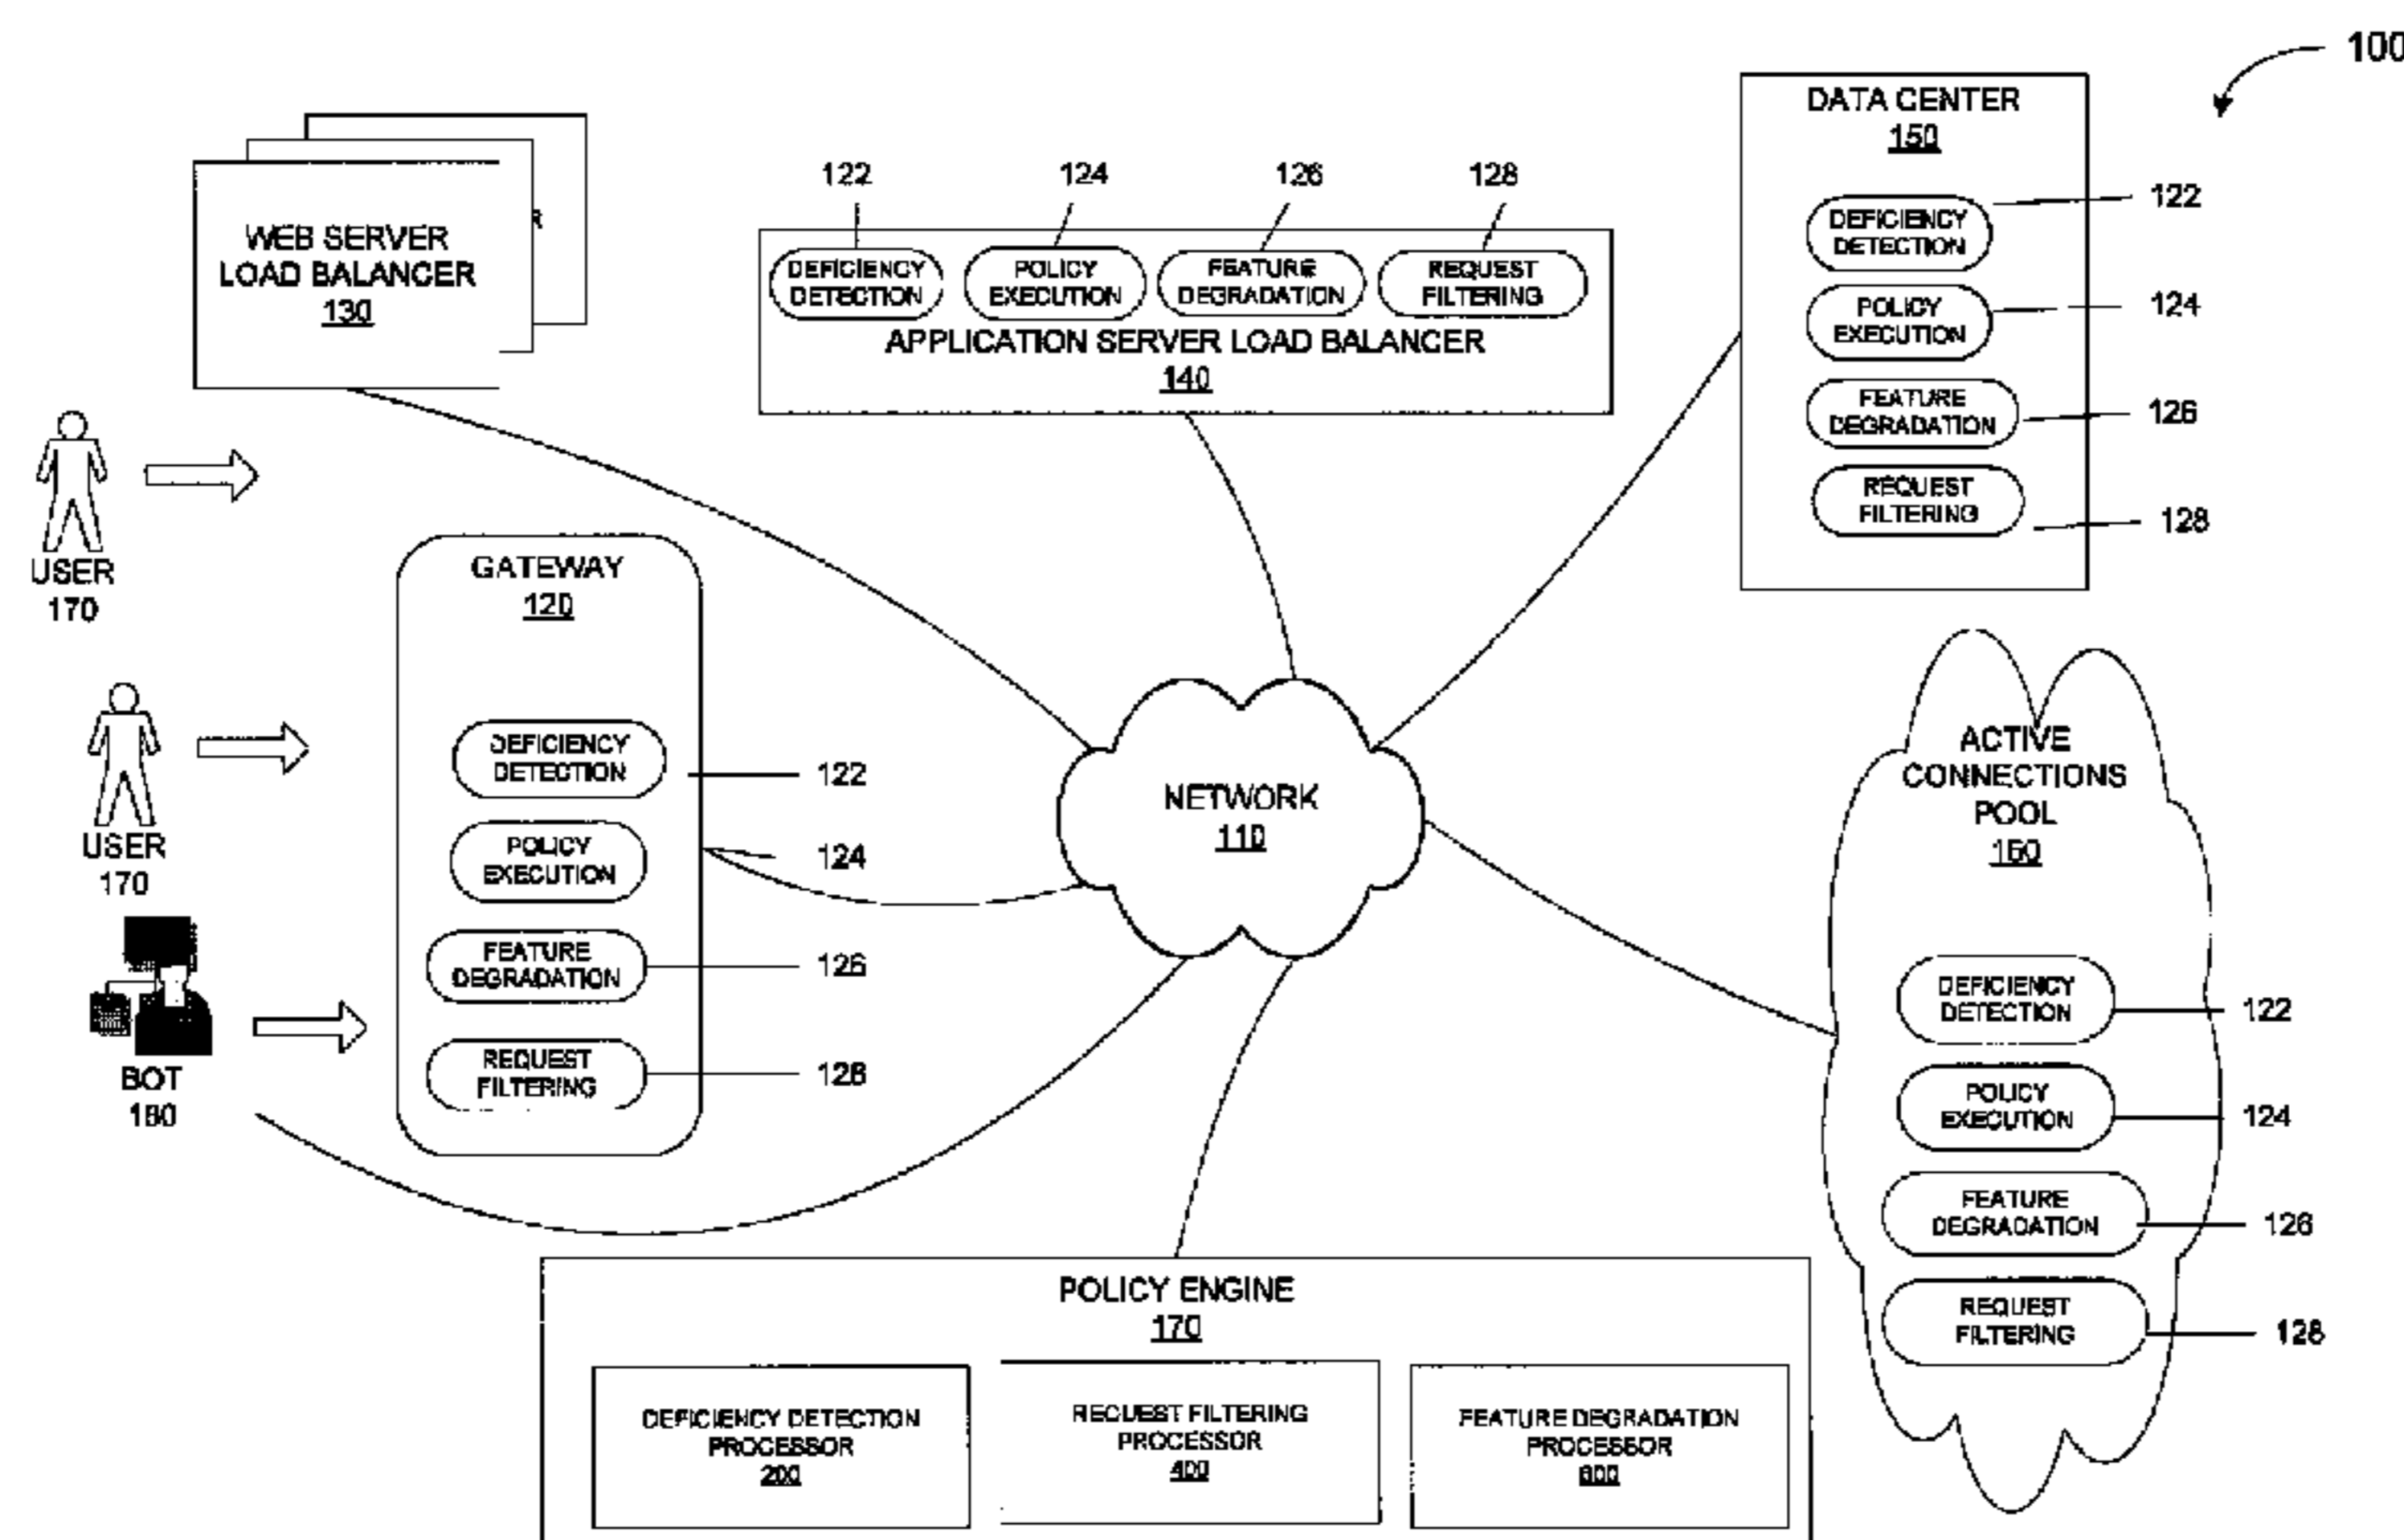 100
DATA CENTER
150
DEFICIENCY
DETECTION
122
POLICY
EXECUTION
124
FEATURE
DEGRADATION
126
REQUEST
FILTERING
128
WEB SERVER
LOAD BALANCER
130
R
122
124
126
128
DEFICIENCY
DETECTION
POLICY
EXECUTION
FEATURE
DEGRADATION
REQUEST
FILTERING
APPLICATION SERVER LOAD BALANCER
140
USER
170
USER
170
BOT
180
GATEWAY
120
DEFICIENCY
DETECTION
122
POLICY
EXECUTION
124
FEATURE
DEGRADATION
126
REQUEST
FILTERING
128
NETWORK
110
ACTIVE
CONNECTIONS
POOL
160
DEFICIENCY
DETECTION
122
POLICY
EXECUTION
124
FEATURE
DEGRADATION
126
REQUEST
FILTERING
128
POLICY ENGINE
170
DEFICIENCY DETECTION
PROCESSOR
200
REQUEST FILTERING
PROCESSOR
400
FEATURE DEGRADATION
PROCESSOR